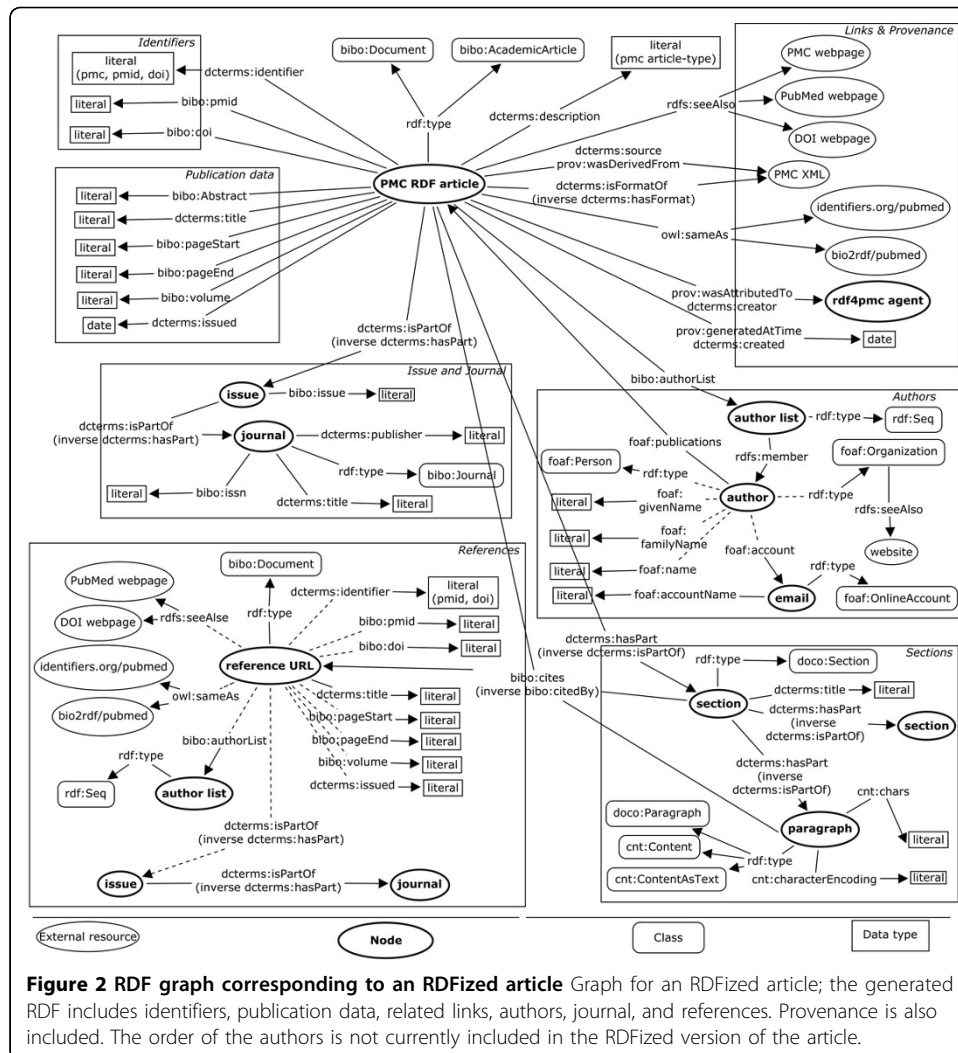 Identifiers
literal
(pmc, pmid, doi)
dcterms:identifier
literal
bibo:pmid
literal
bibo:doi
bibo:Document
bibo:AcademicArticle
rdf:type
literal
(pmc article-type)
dcterms:description
Links & Provenance
PMC webpage
rdfs:seeAlso
PubMed webpage
DOI webpage
dcterms:source
prov:wasDerivedFrom
PMC XML
dcterms:isFormatOf
(inverse dcterms:hasFormat)
identifiers.org/pubmed
owl:sameAs
bio2rdf/pubmed
prov:wasAttributedTo
dcterms:creator
rdf4pmc agent
prov:generatedAtTime
dcterms:created
date
PMC RDF article
Publication data
literal
bibo:Abstract
literal
dcterms:title
literal
bibo:pageStart
literal
bibo:pageEnd
literal
bibo:volume
date
dcterms:issued
dcterms:isPartOf
(inverse dcterms:hasPart)
Issue and Journal
issue
bibo:issue
literal
dcterms:isPartOf
(inverse dcterms:hasPart)
journal
dcterms:publisher
literal
rdf:type
bibo:Journal
literal
bibo:issn
dcterms:title
literal
bibo:authorList
Authors
author list
rdf:type
rdf:Seq
foaf:publications
rdfs:member
foaf:Person
rdf:type
foaf:Organization
author
rdf:type
literal
foaf:
givenName
rdfs:seeAlso
literal
foaf:
familyName
website
foaf:account
literal
foaf:name
rdf:type
literal
foaf:accountName
email
foaf:OnlineAccount
References
bibo:Document
PubMed webpage
rdfs:seeAlse
DOI webpage
rdf:type
dcterms:identifier
literal
(pmid, doi)
bibo:pmid
literal
bibo:doi
literal
identifiers.org/pubmed
reference URL
owl:sameAs
bio2rdf/pubmed
dcterms:title
literal
bibo:pageStart
literal
bibo:pageEnd
literal
bibo:volume
literal
dcterms:issued
literal
bibo:authorList
rdf:type
rdf:Seq
author list
dcterms:isPartOf
(inverse dcterms:hasPart)
issue
dcterms:isPartOf
(inverse dcterms:hasPart)
journal
dcterms:hasPart
(inverse dcterms:isPartOf)
bibo:cites
(inverse bibo:citedBy)
Sections
rdf:type
doco:Section
section
dcterms:title
literal
dcterms:hasPart
(inverse
dcterms:isPartOf)
section
dcterms:hasPart
(inverse
dcterms:isPartOf)
cnt:chars
doco:Paragraph
paragraph
literal
cnt:Content
rdf:type
cnt:ContentAsText
cnt:characterEncoding
literal
External resource
Node
Class
Data type
Figure 2 RDF graph corresponding to an RDFized article Graph for an RDFized article; the generated
RDF includes identifiers, publication data, related links, authors, journal, and references. Provenance is also
included. The order of the authors is not currently included in the RDFized version of the article.